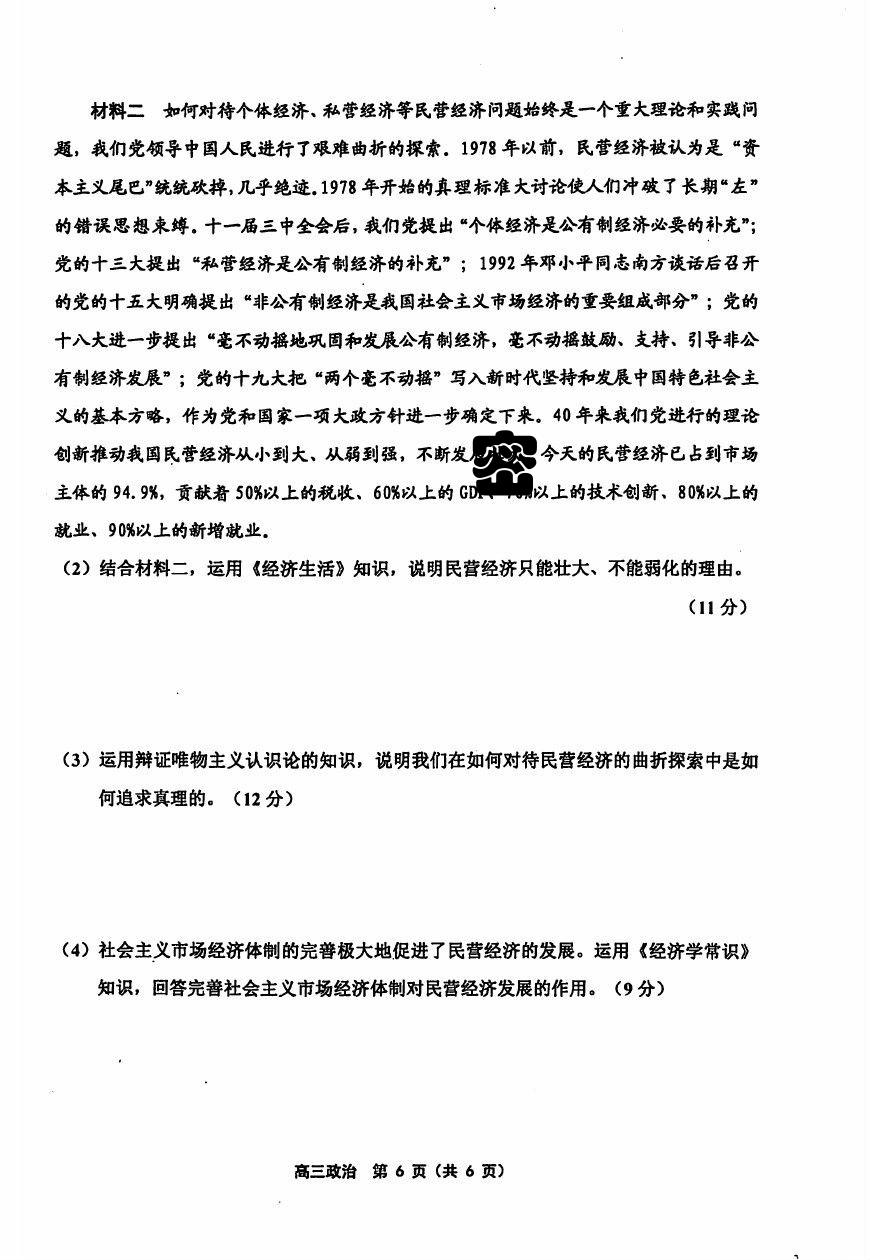 材料二 如何对待个体经济、私营经济等民营经济问题始终是一个重大理论和实践问
题，我们党领导中国人民进行了艰难曲折的探索。1978 年以前，民营经济被认为是“资
本主义尾巴”统统砍掉,几乎绝迹。1978 年开始的真理标准大讨论使人们冲破了长期“左”
的错误思想束缚。十一届三中全会后,我们党提出“个体经济是公有制经济必要的补充”;
党的十三大提出“私营经济是公有制经济的补充”；1992 年邓小平同志南方谈话后召开
的党的十五大明确提出“非公有制经济是我国社会主义市场经济的重要组成部分”；党的
十八大进一步提出“毫不动摇地巩固和发展公有制经济，毫不动摇鼓励、支持、引导非公
有制经济发展”；党的十九大把“两个毫不动摇”写入新时代坚持和发展中国特色社会主
义的基本方略，作为党和国家一项大政方针进一步确定下来。40 年来我们党进行的理论
创新推动我国民营经济从小到大、从弱到强，不断发 今天的民营经济已占到市场
主体的 94.9%，贡献着 50%以上的税收、60%以上的 以上的技术创新、80%以上的
就业、90%以上的新增就业。
（2）结合材料二，运用《经济生活》知识，说明民营经济只能壮大、不能弱化的理由。
（11 分）
（3）运用辩证唯物主义认识论的知识，说明我们在如何对待民营经济的曲折探索中是如
何追求真理的。（12 分）
（4）社会主义市场经济体制的完善极大地促进了民营经济的发展。运用《经济学常识》
知识，回答完善社会主义市场经济体制对民营经济发展的作用。（9 分）
高三政治 第 6 页（共 6 页）